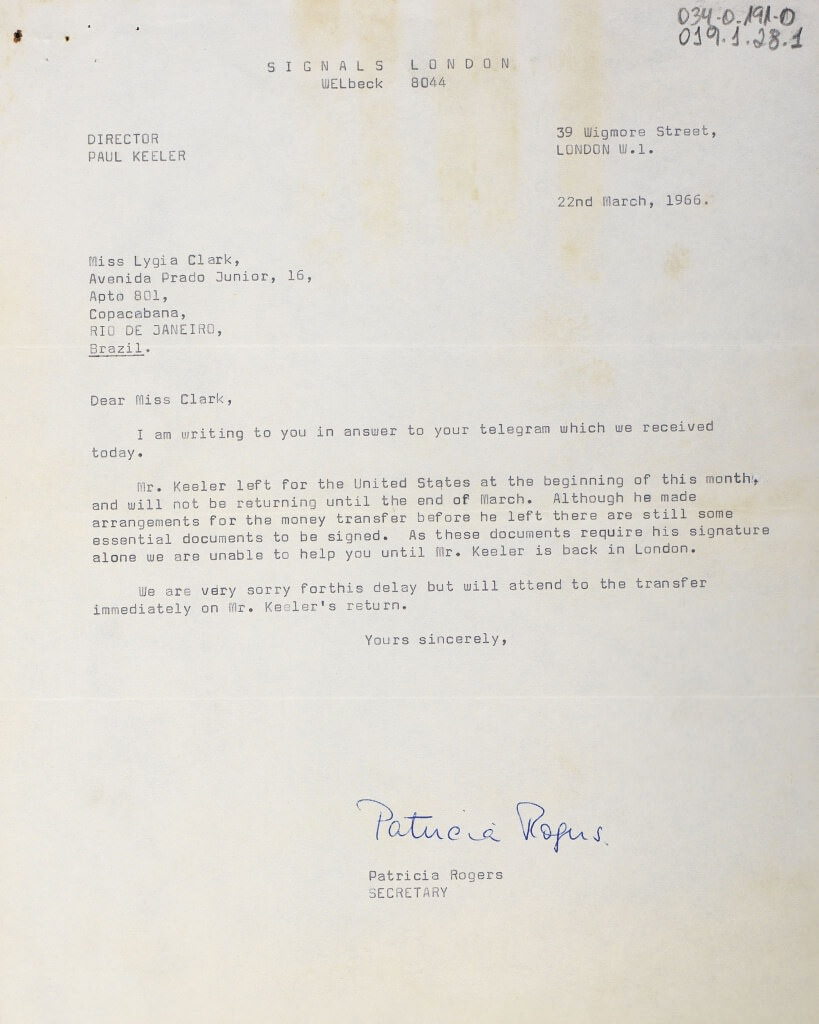 034-0.191-0
019.1.28.1
SIGNALS LONDON
WELbeck 8044
DIRECTOR
PAUL KEELER
39 Wigmore Street,
LONDON W.1.
22nd March, 1966.
Miss Lygia Clark,
Avenida Prado Junior, 16,
Apto 801,
Copacabana,
RIO DE JANEIRO,
Brazil.
Dear Miss Clark,
I am writing to you in answer to your telegram which we received
today.
Mr. Keeler left for the United States at the beginning of this month,
and will not be returning until the end of March. Although he made
arrangements for the money transfer before he left there are still some
essential documents to be signed. As these documents require his signature
alone we are unable to help you until Mr. Keeler is back in London.
We are very sorry forthis delay but will attend to the transfer
immediately on Mr. Keeler's return.
Yours sincerely,
Patricia Rogers.
Patricia Rogers
SECRETARY